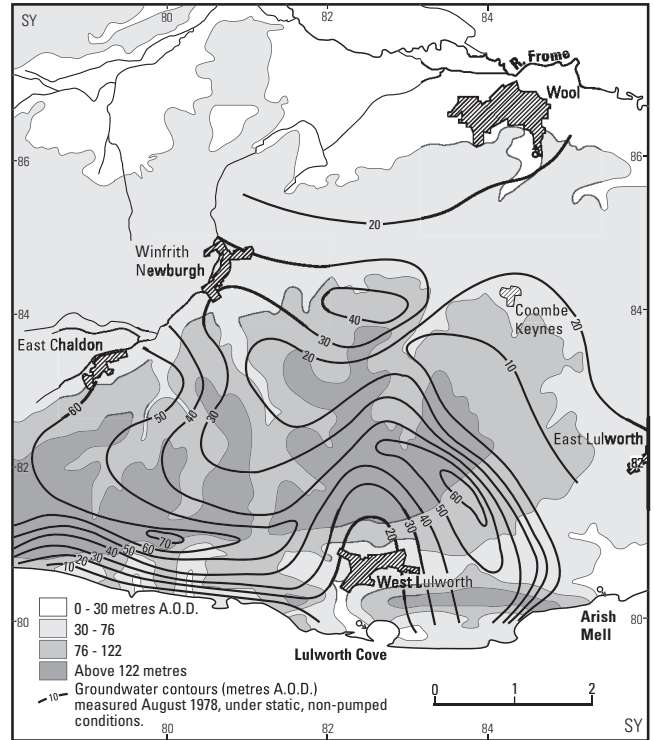 SY 80 82 84
R. Frome
Wool
86 86
20
Winfrith
Newburgh
84 84
40
Coombe
Keynes
30
20
20
East Chaldon
10
60
50 40 30
East Lulworth
82 82
60
50
40
30
20
70
10 20 30 40 50 60
West Lulworth
0 - 30 metres A.O.D.
30 - 76
76 - 122
Above 122 metres
80 80
Arish
Mell
Lulworth Cove
10 Groundwater contours (metres A.O.D.)
measured August 1978, under static, non-pumped
conditions.
0 1 2
80 82 84 SY